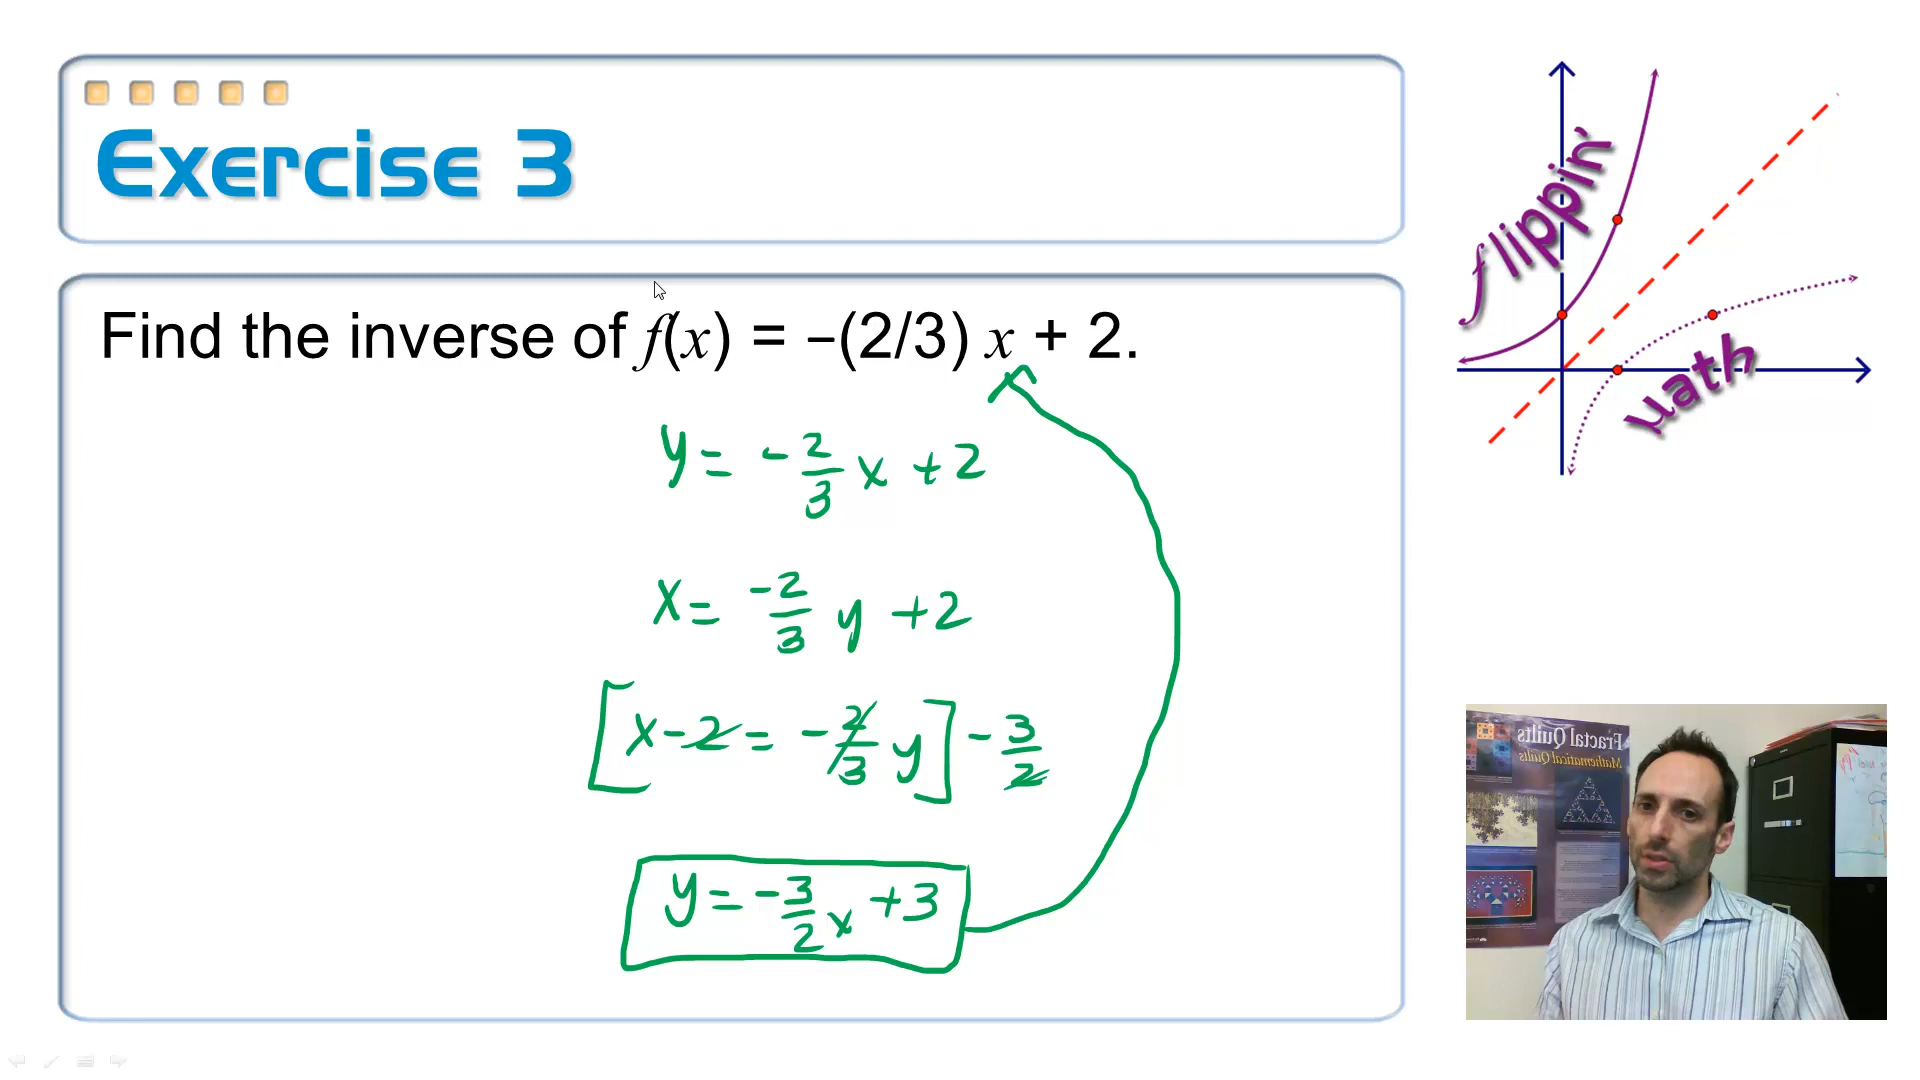 Exercise 3
Find the inverse of f(x) = –(2/3) x + 2.
y = -2/3 x + 2
x = -2/3 y + 2
[x - 2 = -2/3 y] -3/2
y = -3/2 x + 3
flippin'
math
Fractal Quilts
Mathematical Quilts